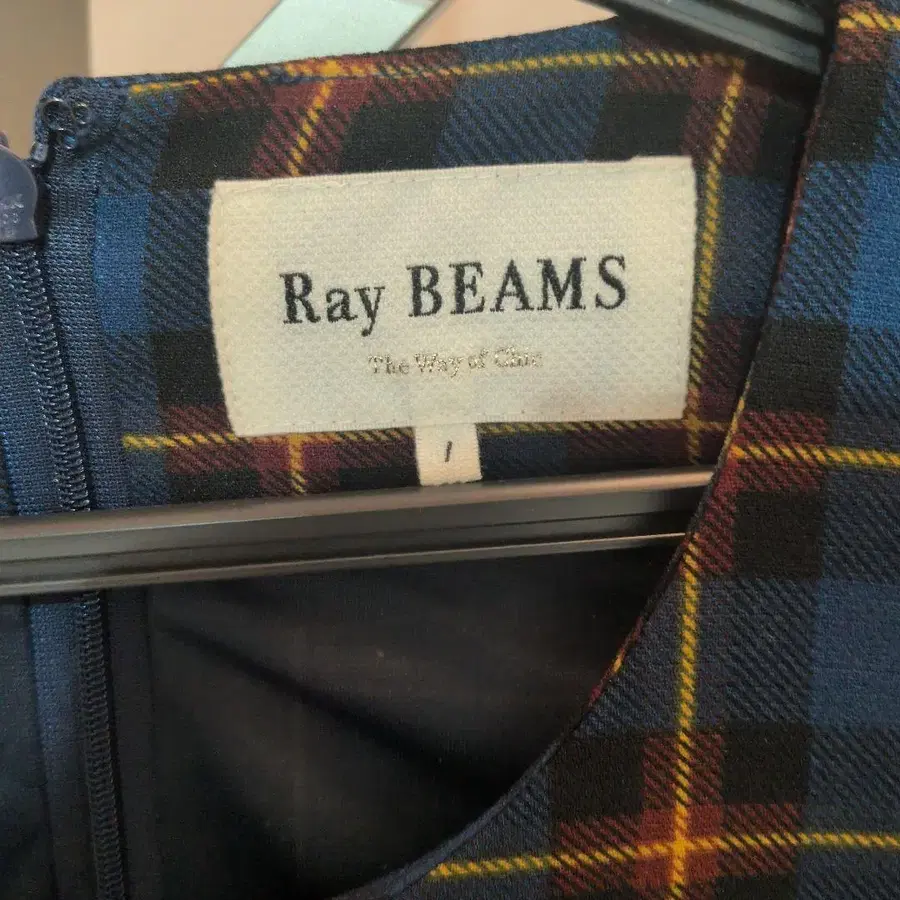 Ray BEAMS
The Way of Chic
1